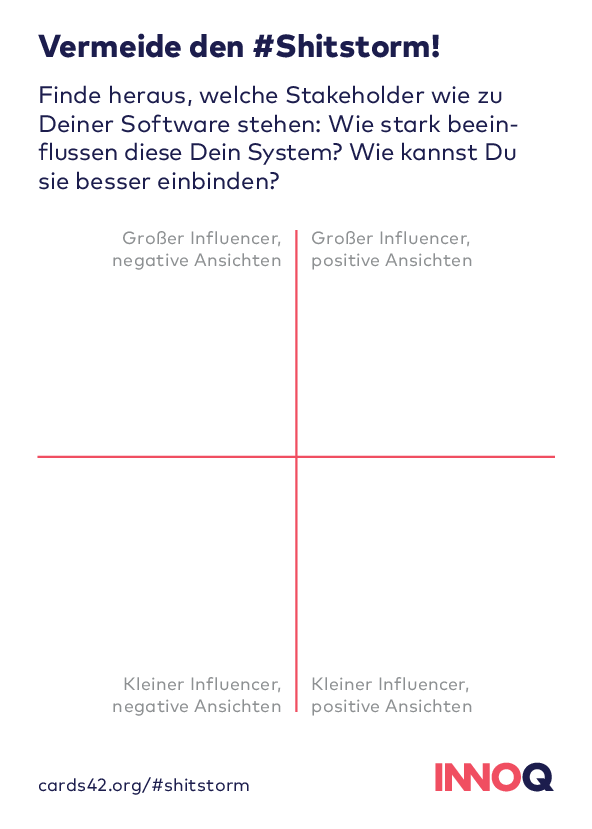 Vermeide den #Shitstorm!
Finde heraus, welche Stakeholder wie zu
Deiner Software stehen: Wie stark beein-
flussen diese Dein System? Wie kannst Du
sie besser einbinden?
Großer Influencer,
negative Ansichten
Großer Influencer,
positive Ansichten
Kleiner Influencer,
negative Ansichten
Kleiner Influencer,
positive Ansichten
cards42.org/#shitstorm
INNOQ